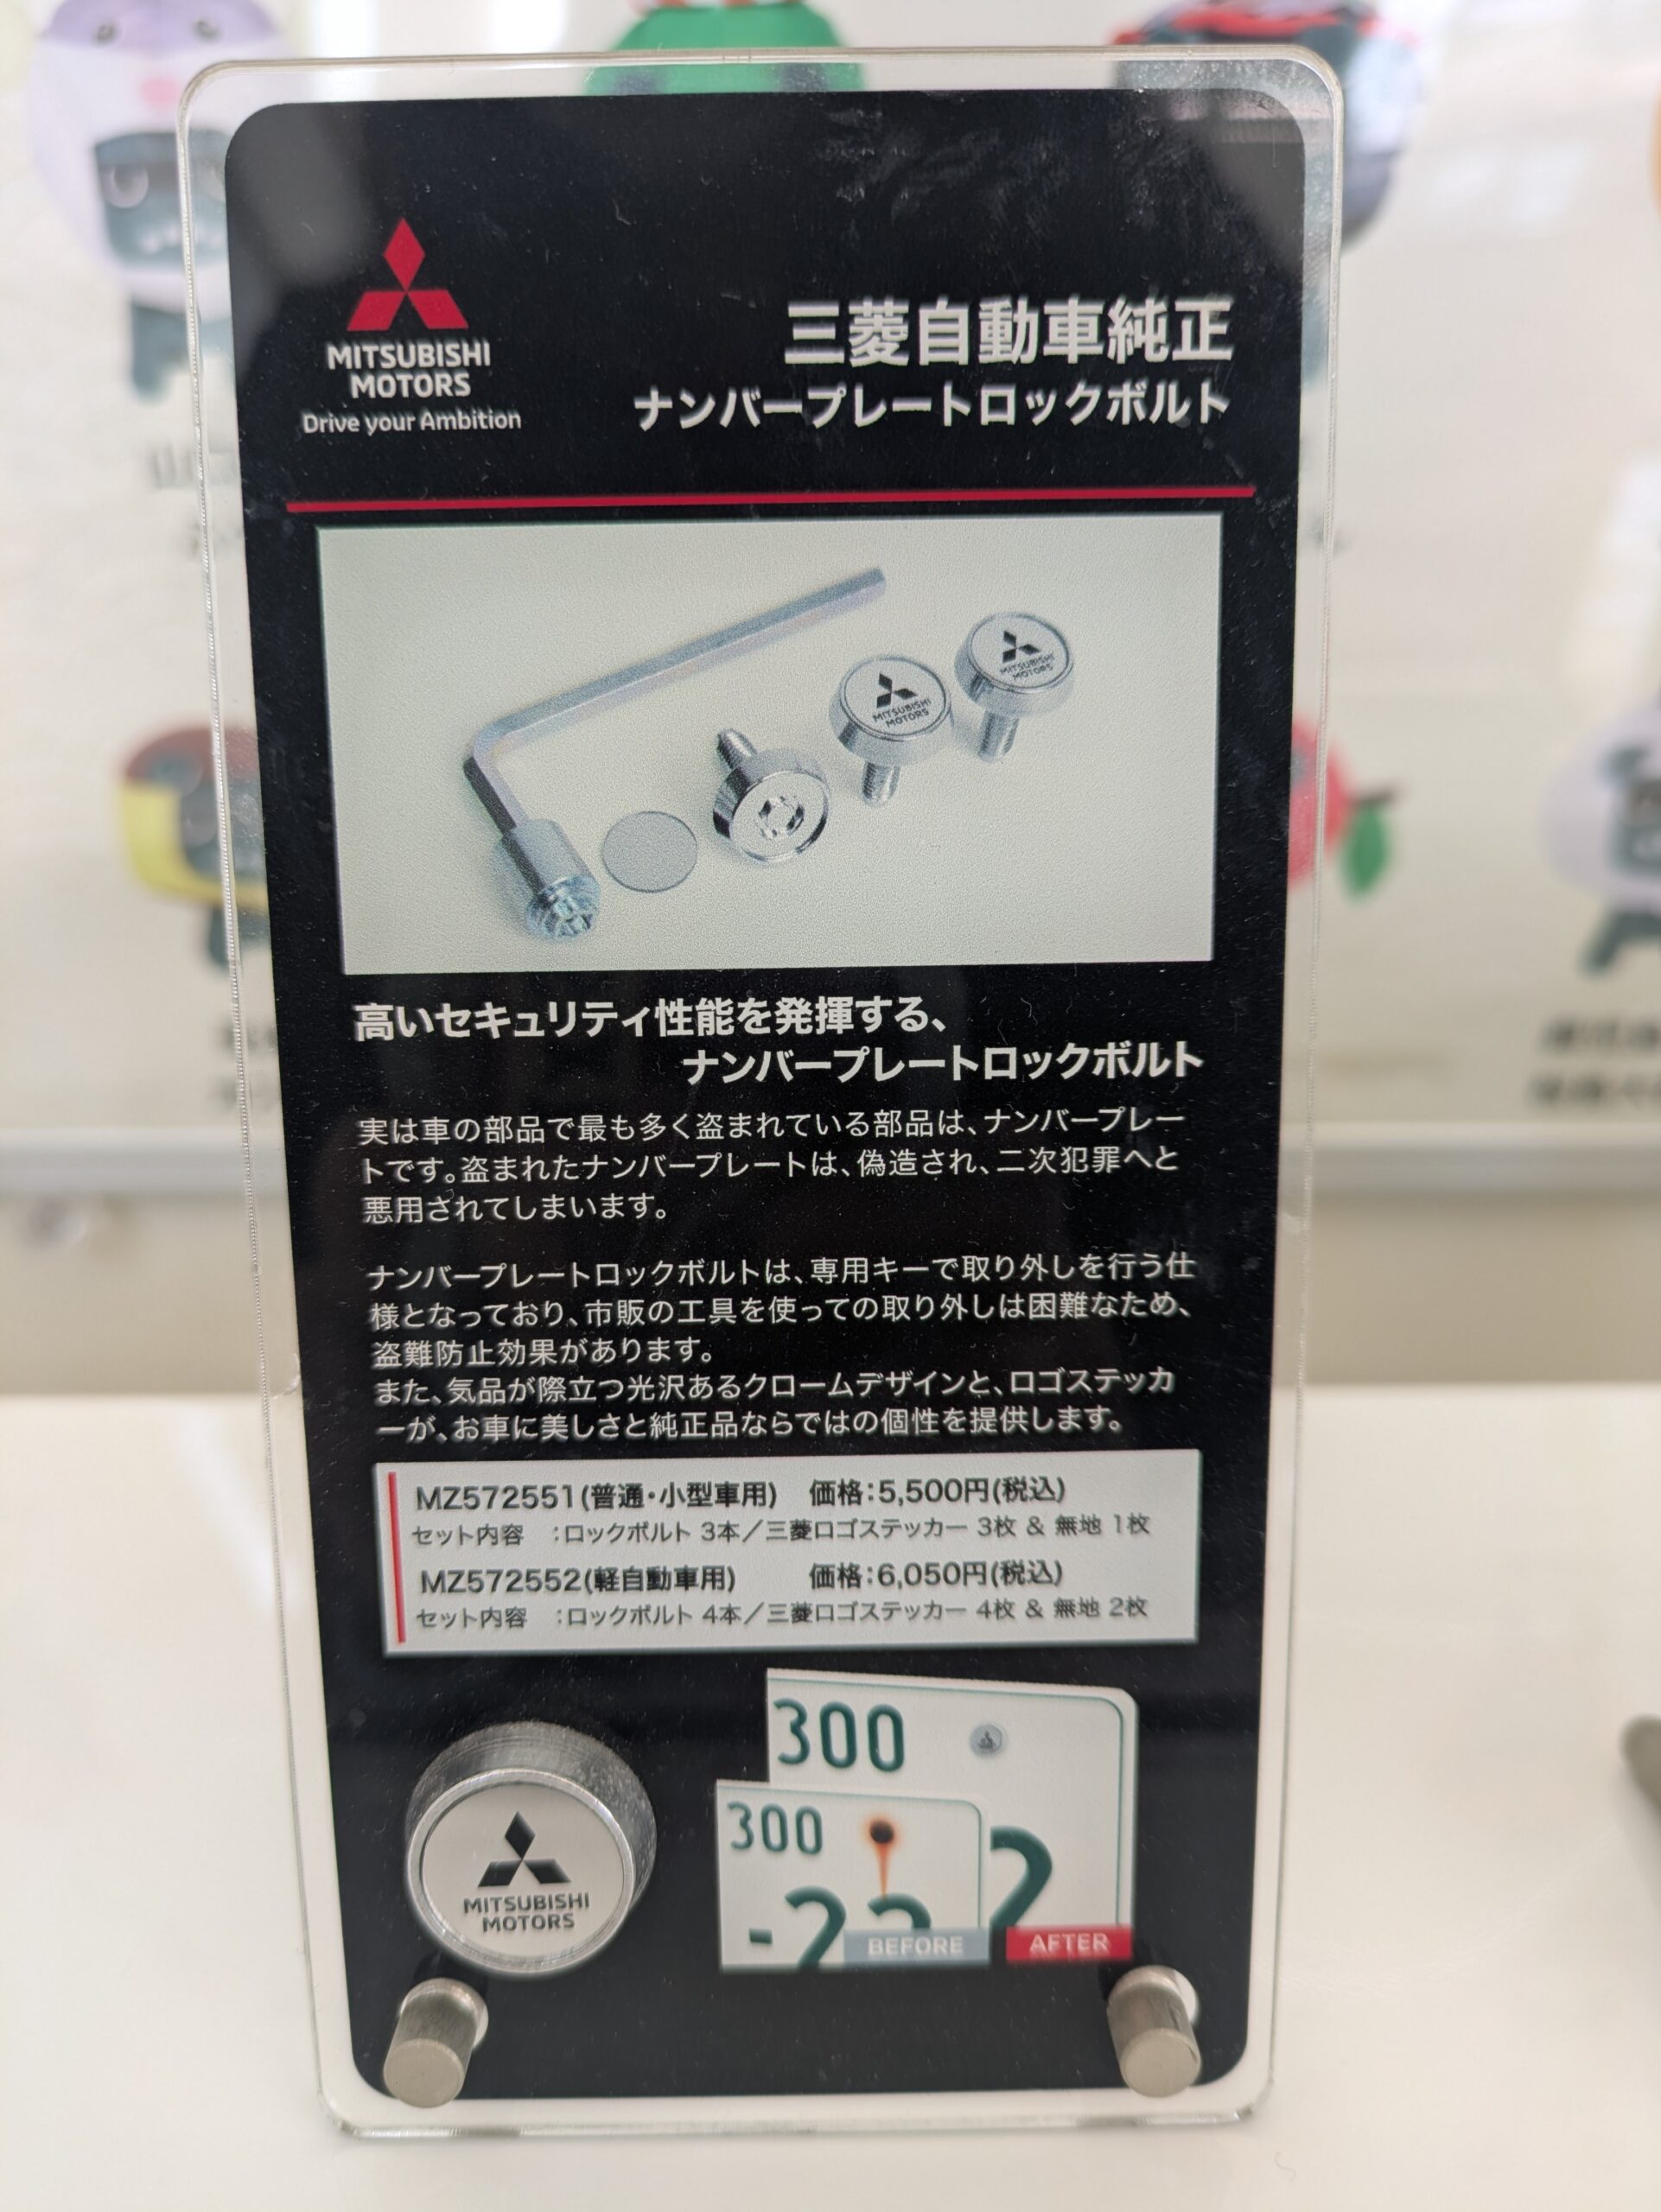 MITSUBISHI
MOTORS
Drive your Ambition
三菱自動車純正
ナンバープレートロックボルト
MITSUBISHI
MOTORS
MITSUBISHI
MOTORS
高いセキュリティ性能を発揮する、
ナンバープレートロックボルト
実は車の部品で最も多く盗まれている部品は、ナンバープレー
トです。盗まれたナンバープレートは、偽造され、二次犯罪へと
悪用されてしまいます。
ナンバープレートロックボルトは、専用キーで取り外しを行う仕
様となっており、市販の工具を使っての取り外しは困難なため、
盗難防止効果があります。
また、気品が際立つ光沢あるクロームデザインと、ロゴステッカ
ーが、お車に美しさと純正品ならではの個性を提供します。
MZ572551(普通・小型車用) 価格:5,500円(税込)
セット内容 :ロックボルト 3本/三菱ロゴステッカー 3枚 & 無地 1枚
MZ572552(軽自動車用) 価格:6,050円(税込)
セット内容 :ロックボルト 4本/三菱ロゴステッカー 4枚 & 無地 2枚
MITSUBISHI
MOTORS
300
2
AFTER
300
-22
BEFORE